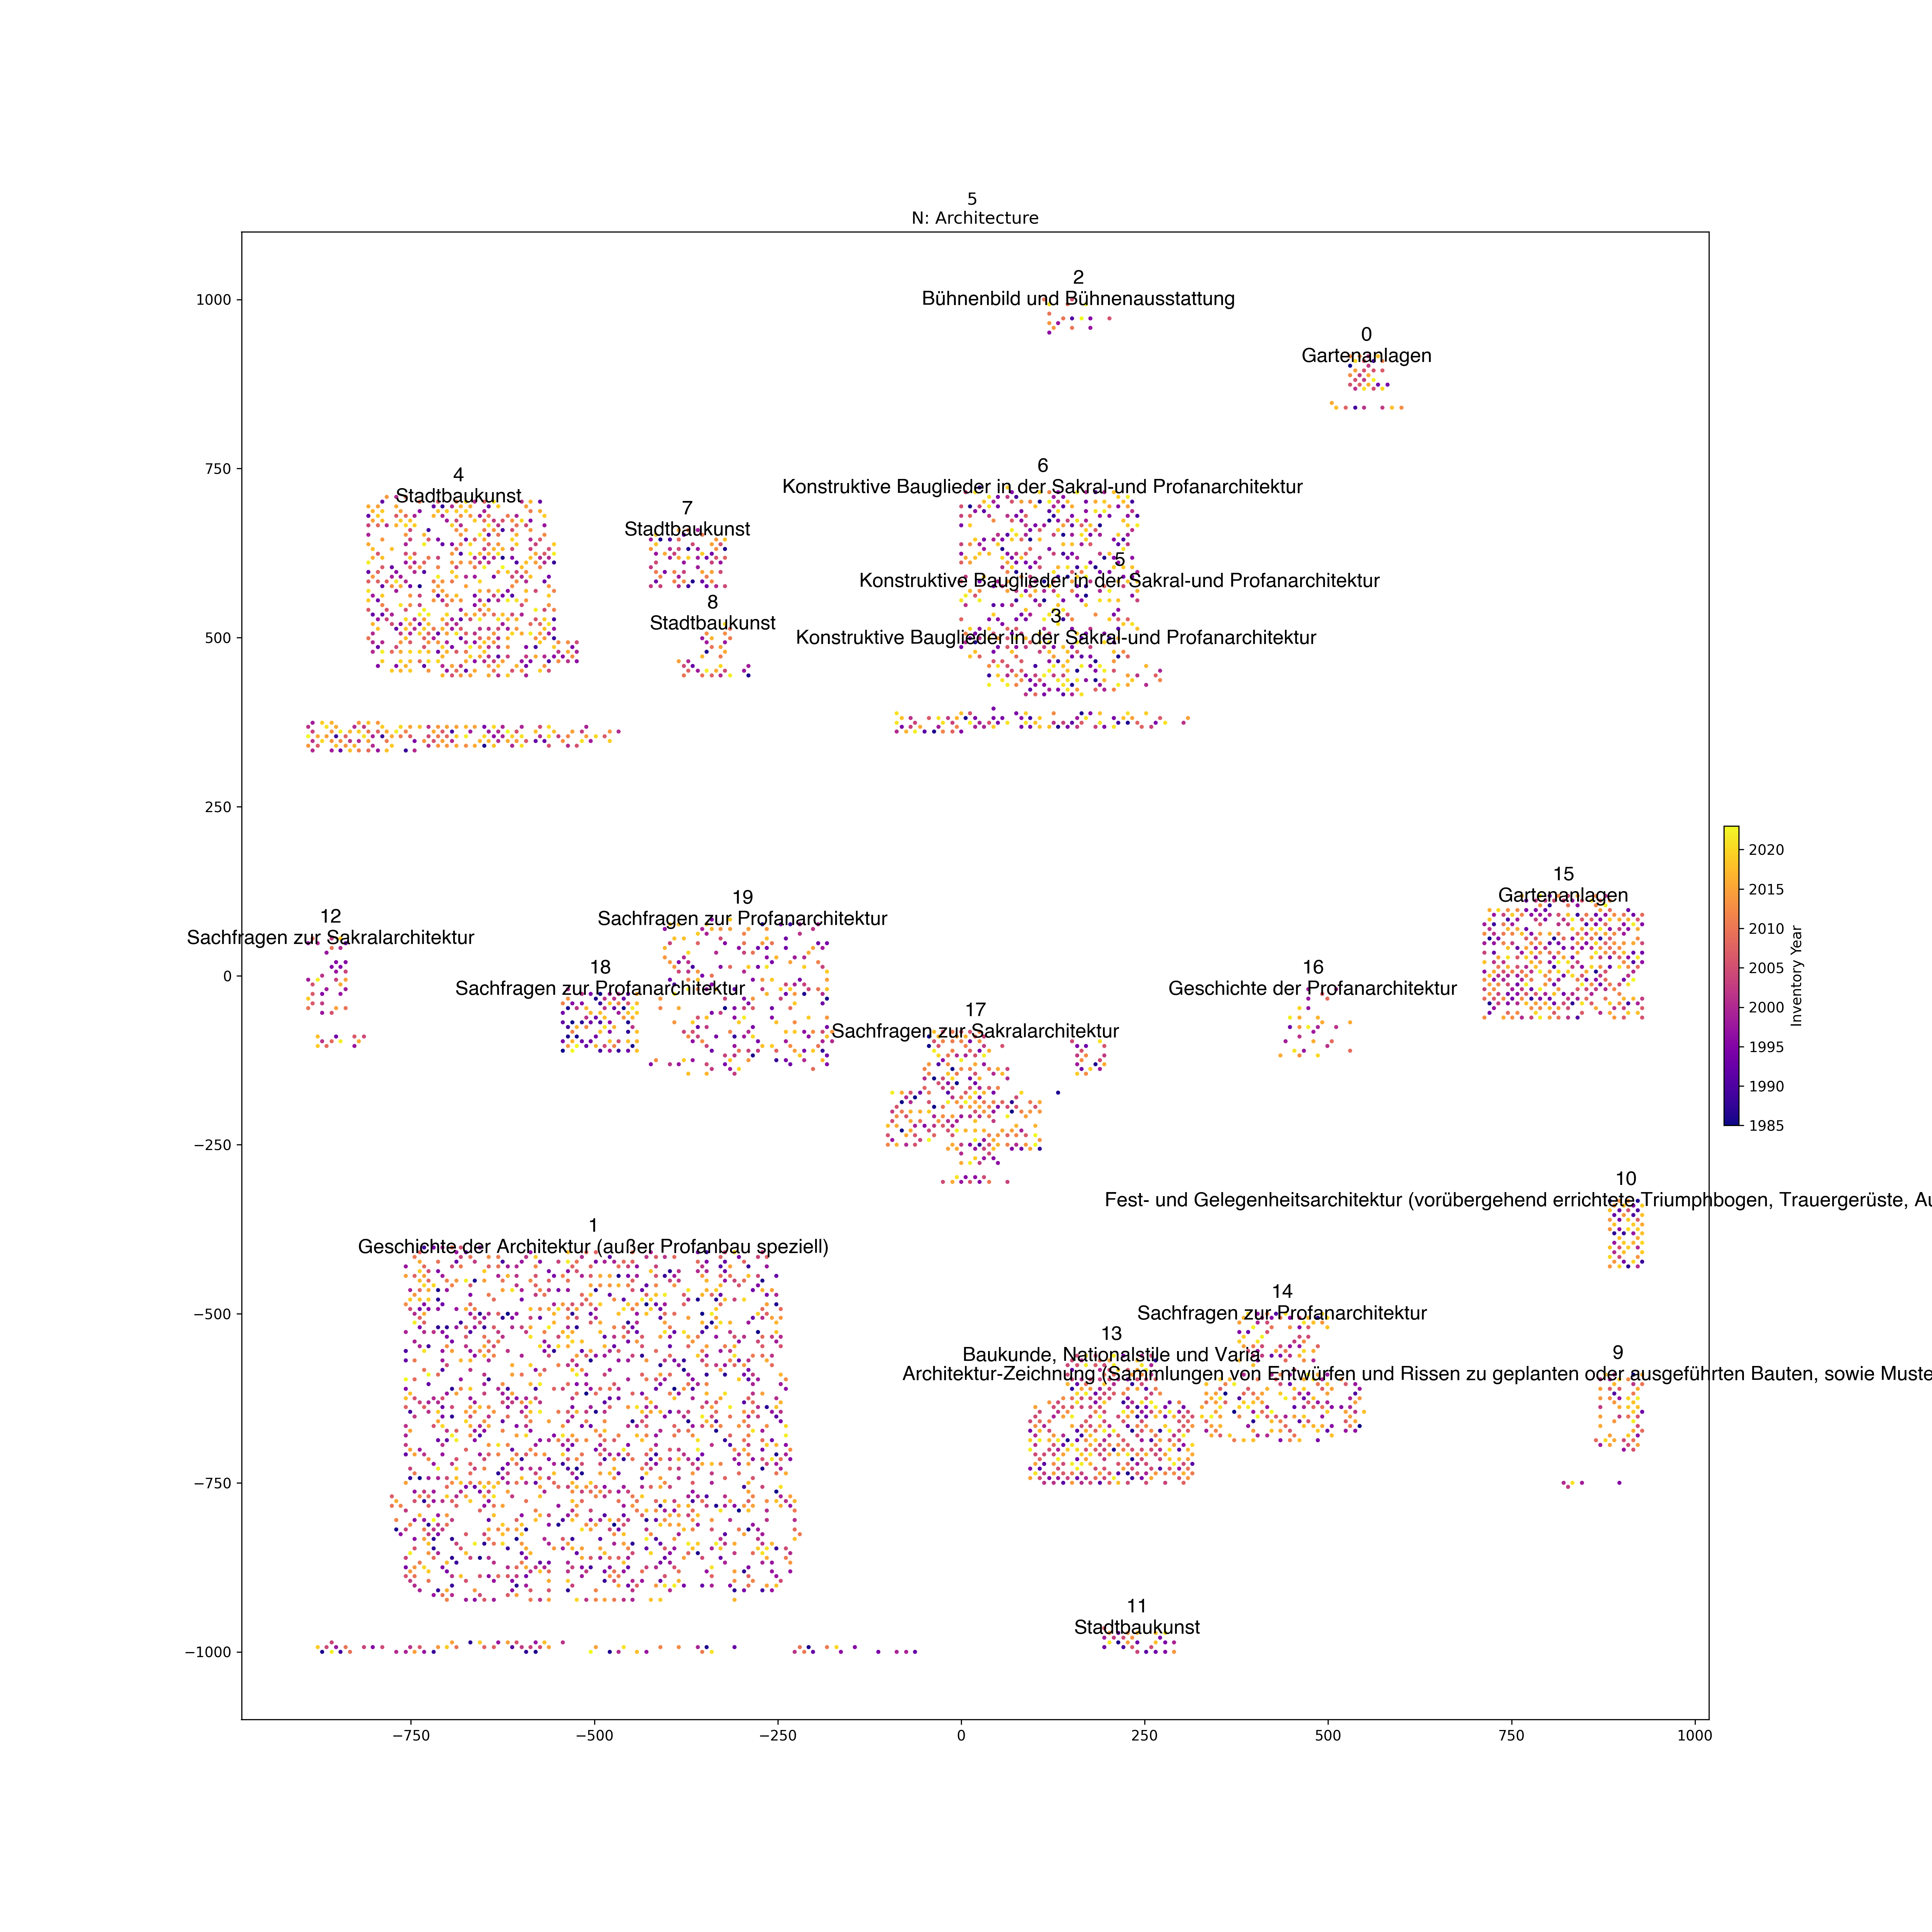 5
N: Architecture
2
Bühnenbild und Bühnenausstattung
0
Gartenanlagen
6
Konstruktive Bauglieder in der Sakral-und Profanarchitektur
4
Stadtbaukunst
7
Stadtbaukunst
5
Konstruktive Bauglieder in der Sakral-und Profanarchitektur
8
Stadtbaukunst
3
Konstruktive Bauglieder in der Sakral-und Profanarchitektur
15
Gartenanlagen
19
Sachfragen zur Profanarchitektur
12
Sachfragen zur Sakralarchitektur
18
Sachfragen zur Profanarchitektur
16
Geschichte der Profanarchitektur
17
Sachfragen zur Sakralarchitektur
10
Fest- und Gelegenheitsarchitektur (vorübergehend errichtete Triumphbogen, Trauergerüste,
1
Geschichte der Architektur (außer Profanbau speziell)
14
Sachfragen zur Profanarchitektur
13
Baukunde, Nationalstile und Varia
9
Architektur-Zeichnung (Sammlungen von Entwürfen und Rissen zu geplanten oder ausgeführten Bauten, sowie
11
Stadtbaukunst
1000
750
500
250
0
−250
−500
−750
−1000
−750
−500
−250
0
250
500
750
1000
2020
2015
2010
2005
2000
1995
1990
1985
Inventory Year